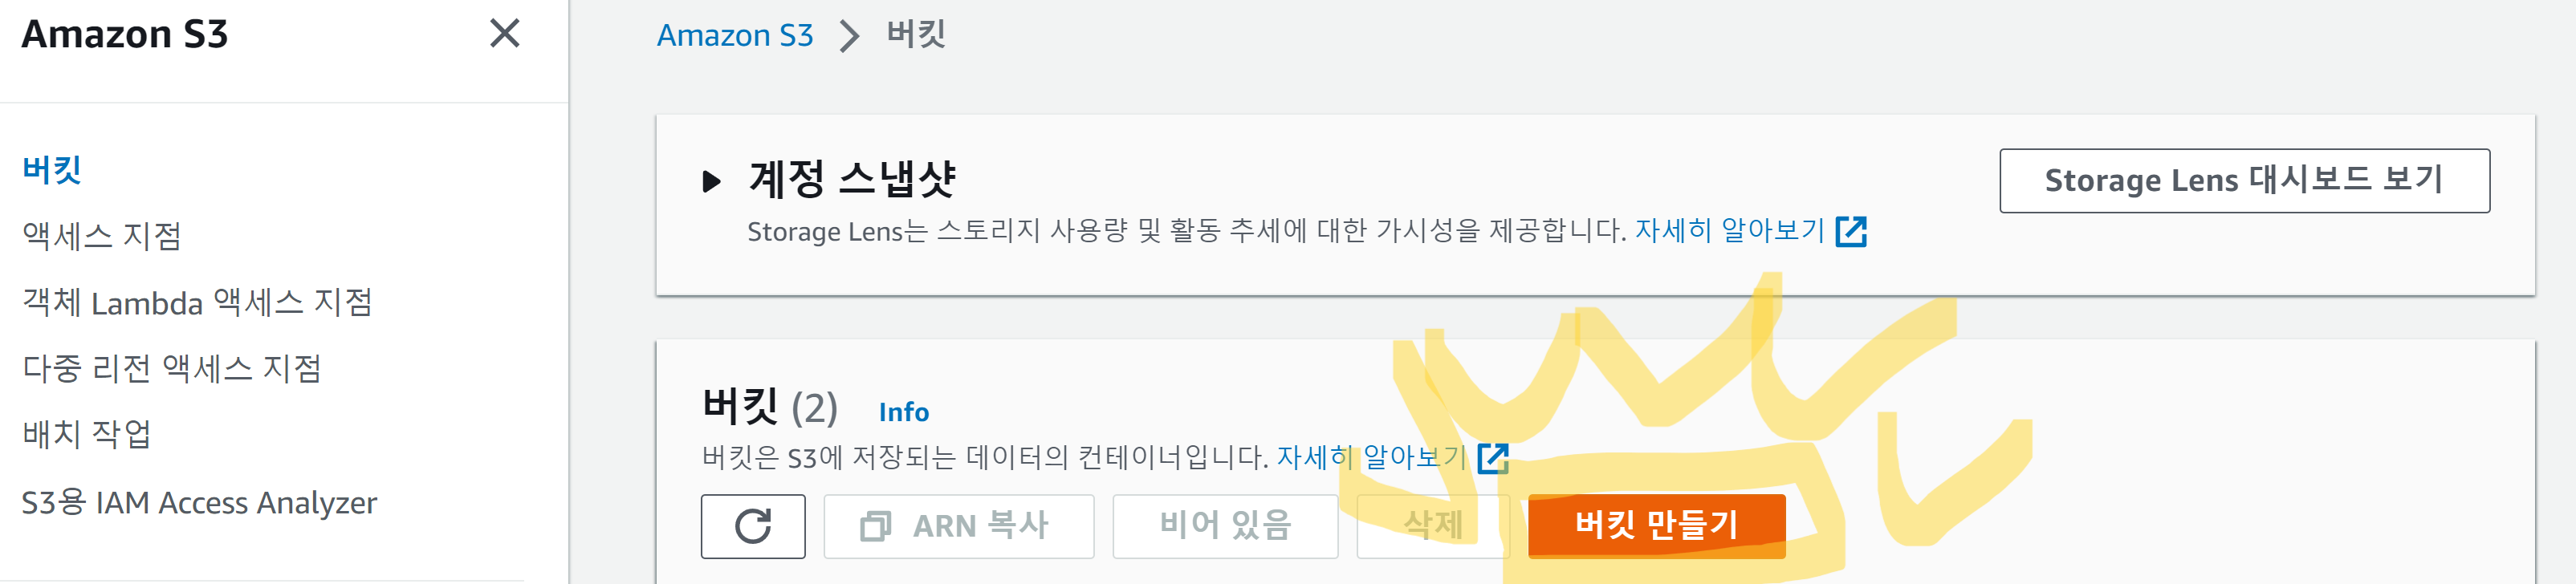 Amazon S3
버킷
액세스 지점
객체 Lambda 액세스 지점
다중 리전 액세스 지점
배치 작업
S3용 IAM Access Analyzer
Amazon S3 > 버킷
계정 스냅샷
Storage Lens는 스토리지 사용량 및 활동 추세에 대한 가시성을 제공합니다. 자세히 알아보기
Storage Lens 대시보드 보기
버킷 (2) Info
버킷은 S3에 저장되는 데이터의 컨테이너입니다. 자세히 알아보기
ARN 복사 비어 있음 삭제 버킷 만들기